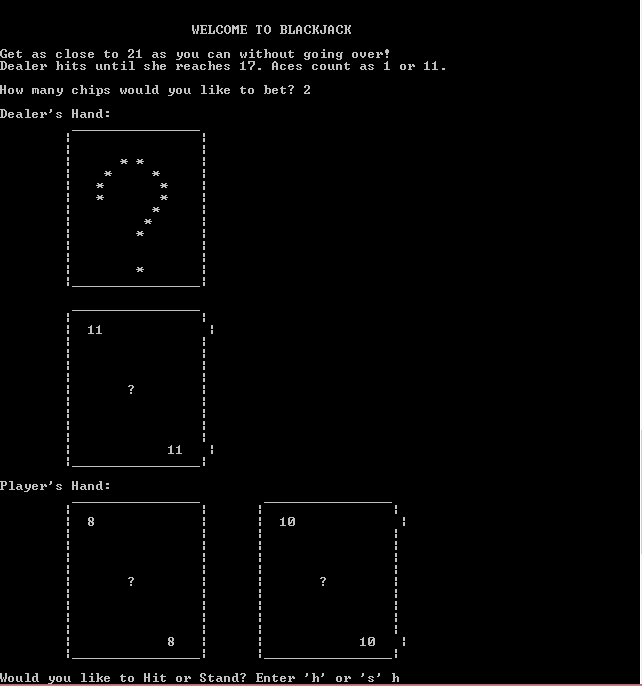 WELCOME TO BLACKJACK
Get as close to 21 as you can without going over!
Dealer hits until she reaches 17. Aces count as 1 or 11.
How many chips would you like to bet? 2
Dealer's Hand:
11
?
11
Player's Hand:
8 10
? ?
8 10
Would you like to Hit or Stand? Enter 'h' or 's' h